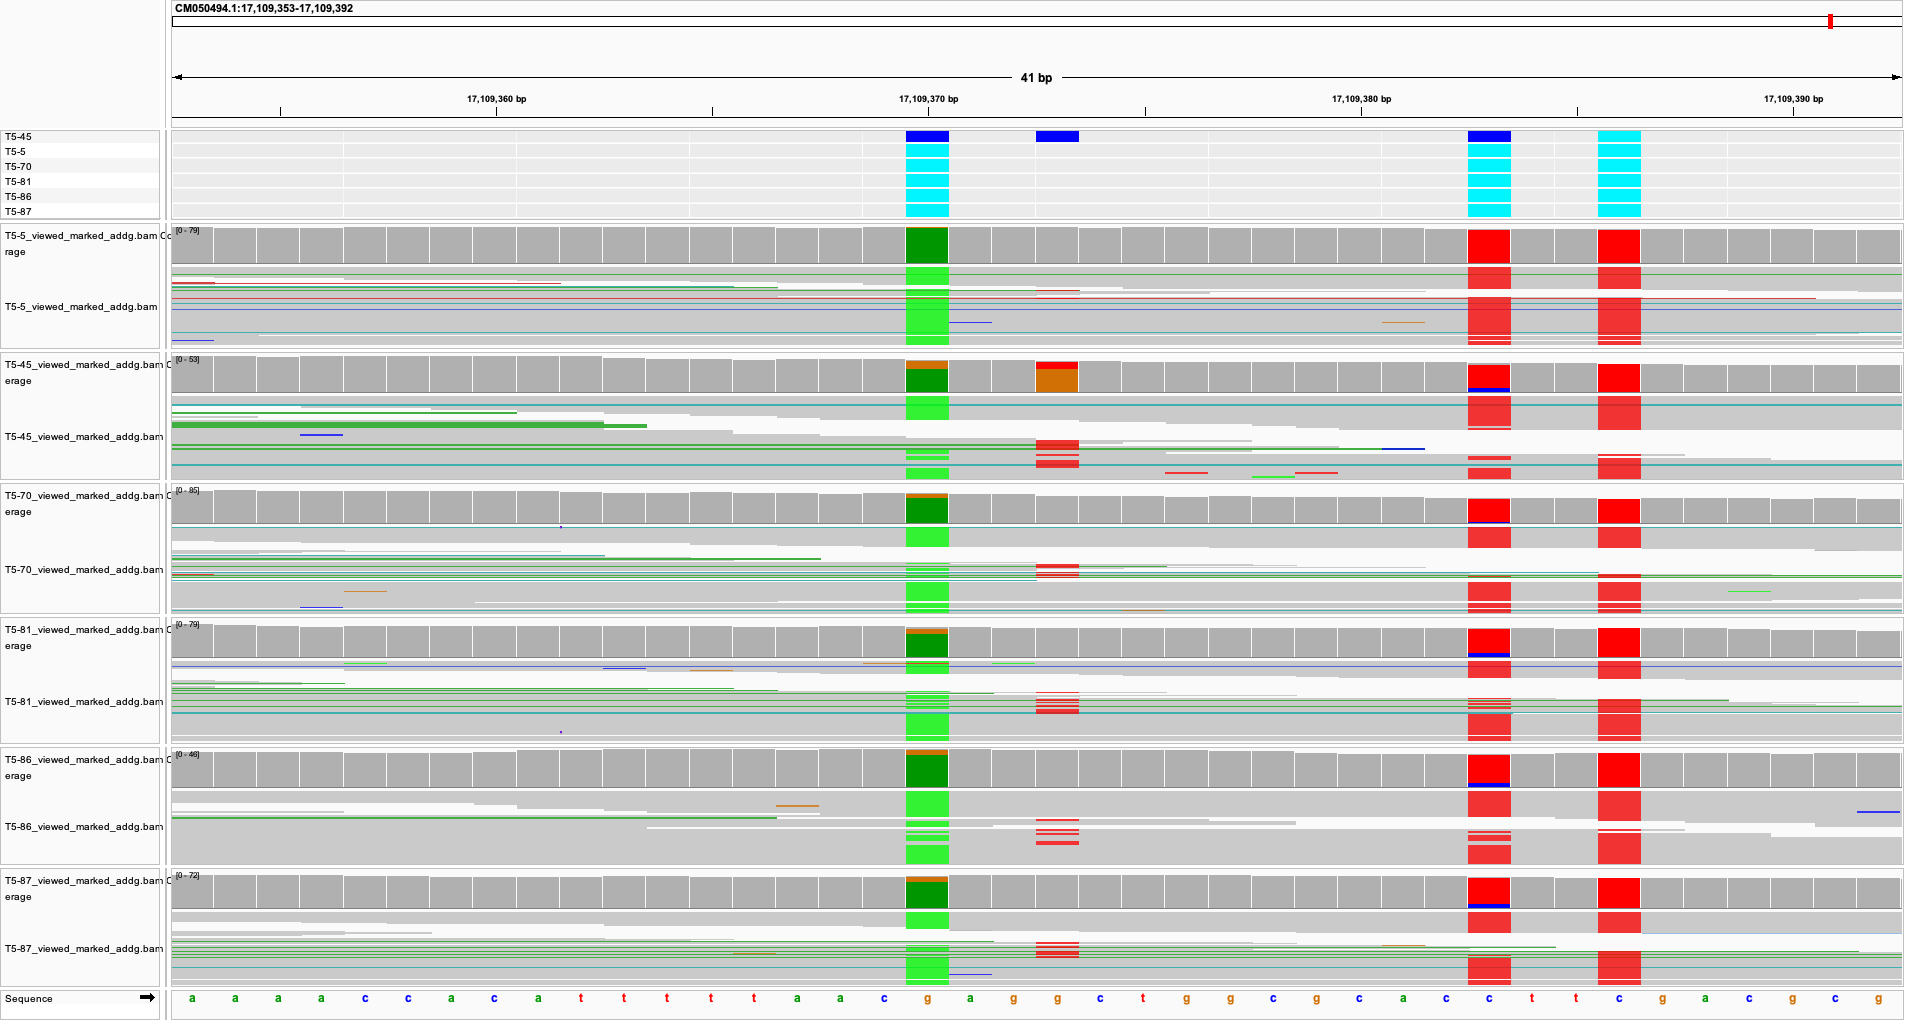 CM050494.1:17,109,353-17,109,392
41 bp
17,109,360 bp 17,109,370 bp 17,109,380 bp 17,109,390 bp
T5-45
T5-5
T5-70
T5-81
T5-86
T5-87
T5-5_viewed_marked_addg.bam Co
rage
[0 - 79]
T5-5_viewed_marked_addg.bam
T5-45_viewed_marked_addg.bam C
erage
[0 - 53]
T5-45_viewed_marked_addg.bam
T5-70_viewed_marked_addg.bam C
erage
[0 - 85]
T5-70_viewed_marked_addg.bam
T5-81_viewed_marked_addg.bam C
erage
[0 - 79]
T5-81_viewed_marked_addg.bam
T5-86_viewed_marked_addg.bam C
erage
[0 - 46]
T5-86_viewed_marked_addg.bam
T5-87_viewed_marked_addg.bam C
erage
[0 - 72]
T5-87_viewed_marked_addg.bam
Sequence a a a a c c a c a t t t t t a a c g a g g c t g g c g c a c c t t c g a c g c g